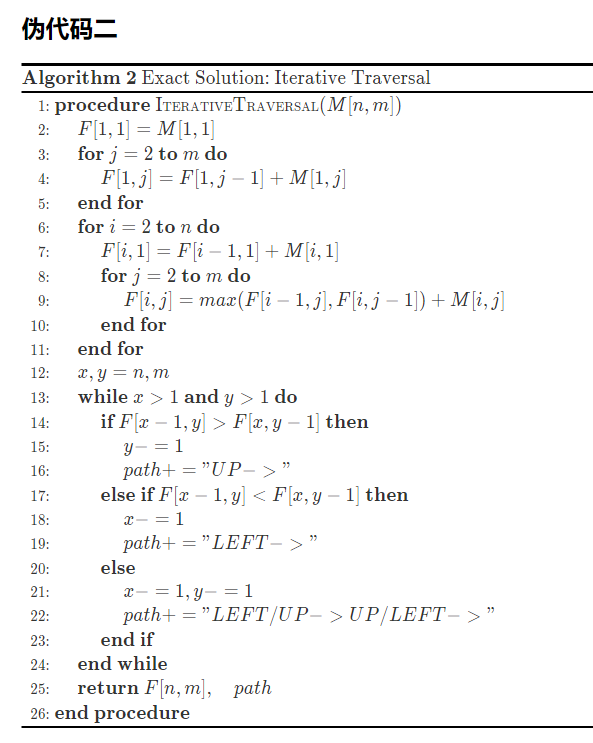 伪代码二
Algorithm 2 Exact Solution: Iterative Traversal
1: procedure IterativeTraversal(M[n, m])
2: F[1, 1] = M[1, 1]
3: for j = 2 to m do
4: F[1, j] = F[1, j − 1] + M[1, j]
5: end for
6: for i = 2 to n do
7: F[i, 1] = F[i − 1, 1] + M[i, 1]
8: for j = 2 to m do
9: F[i, j] = max(F[i − 1, j], F[i, j − 1]) + M[i, j]
10: end for
11: end for
12: x, y = n, m
13: while x > 1 and y > 1 do
14: if F[x − 1, y] > F[x, y − 1] then
15: y− = 1
16: path+ = ”UP− > ”
17: else if F[x − 1, y] < F[x, y − 1] then
18: x− = 1
19: path+ = ”LEFT− > ”
20: else
21: x− = 1, y− = 1
22: path+ = ”LEFT/UP− > UP/LEFT− > ”
23: end if
24: end while
25: return F[n, m], path
26: end procedure